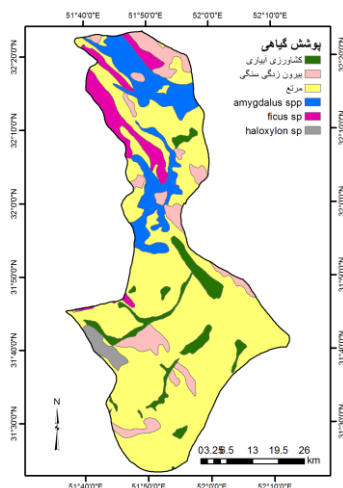 51°40'0"E 51°50'0"E 52°0'0"E 52°10'0"E
پوشش گیاهی
کشاورزی ابیاری
بیرون زدگی سنگی
مرتع
amygdalus spp
ficus sp
haloxylon sp
32°20'0"N
32°10'0"N
32°0'0"N
31°50'0"N
31°40'0"N
31°30'0"N
N
03.256.5 13 19.5 26
km
51°40'0"E 51°50'0"E 52°0'0"E 52°10'0"E